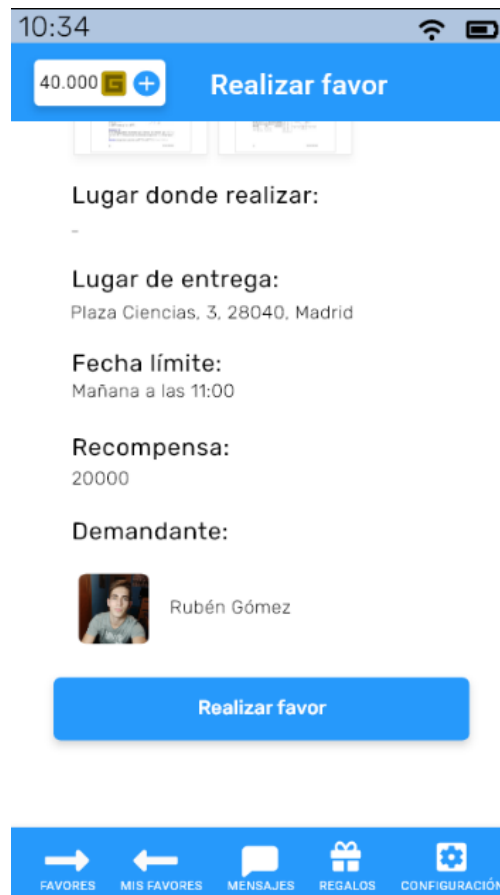 10:34
40.000 G
Realizar favor
Lugar donde realizar:
-
Lugar de entrega:
Plaza Ciencias, 3, 28040, Madrid
Fecha límite:
Mañana a las 11:00
Recompensa:
20000
Demandante:
Rubén Gómez
Realizar favor
FAVORES
MIS FAVORES
MENSAJES
REGALOS
CONFIGURACIÓN